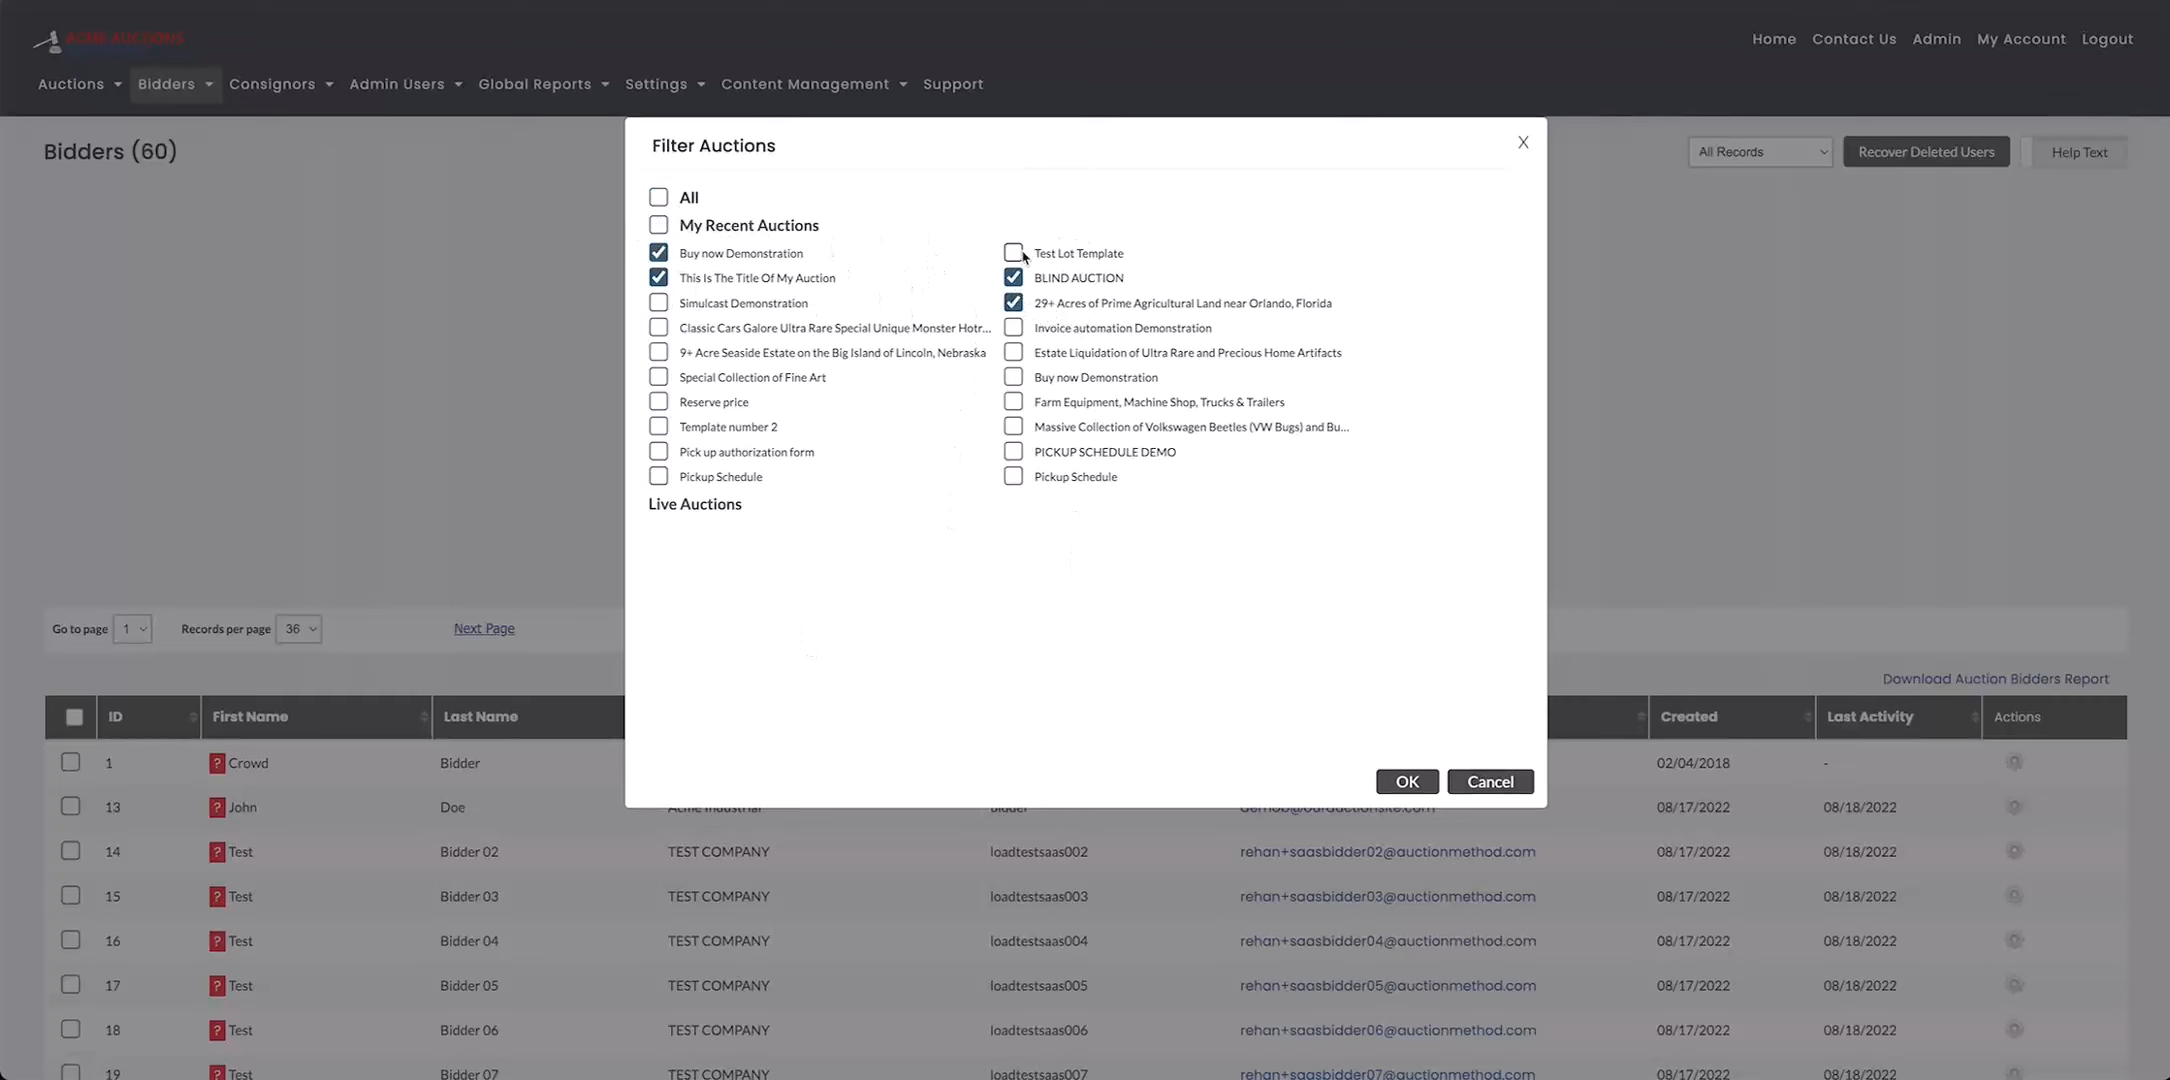 ACME AUCTIONS
Home Contact Us Admin My Account Logout
Auctions Bidders Consignors Admin Users Global Reports Settings Content Management Support
Bidders (60)
All Records
Recover Deleted Users
Help Text
Filter Auctions
X
All
My Recent Auctions
Buy now Demonstration
Test Lot Template
This Is The Title Of My Auction
BLIND AUCTION
Simulcast Demonstration
29+ Acres of Prime Agricultural Land near Orlando, Florida
Classic Cars Galore Ultra Rare Special Unique Monster Hotr...
Invoice automation Demonstration
9+ Acre Seaside Estate on the Big Island of Lincoln, Nebraska
Estate Liquidation of Ultra Rare and Precious Home Artifacts
Special Collection of Fine Art
Buy now Demonstration
Reserve price
Farm Equipment, Machine Shop, Trucks & Trailers
Template number 2
Massive Collection of Volkswagen Beetles (VW Bugs) and Bu...
Pick up authorization form
PICKUP SCHEDULE DEMO
Pickup Schedule
Pickup Schedule
Live Auctions
OK Cancel
Go to page 1 Records per page 36 Next Page
Download Auction Bidders Report
ID First Name Last Name Created Last Activity Actions
1 ? Crowd Bidder 02/04/2018 -
13 ? John Doe Acme Industrial bidder 08/17/2022 08/18/2022
14 ? Test Bidder 02 TEST COMPANY loadtestsaas002 rehan+saasbidder02@auctionmethod.com 08/17/2022 08/18/2022
15 ? Test Bidder 03 TEST COMPANY loadtestsaas003 rehan+saasbidder03@auctionmethod.com 08/17/2022 08/18/2022
16 ? Test Bidder 04 TEST COMPANY loadtestsaas004 rehan+saasbidder04@auctionmethod.com 08/17/2022 08/18/2022
17 ? Test Bidder 05 TEST COMPANY loadtestsaas005 rehan+saasbidder05@auctionmethod.com 08/17/2022 08/18/2022
18 ? Test Bidder 06 TEST COMPANY loadtestsaas006 rehan+saasbidder06@auctionmethod.com 08/17/2022 08/18/2022
19 ? Test Bidder 07 TEST COMPANY loadtestsaas007 rehan+saasbidder07@auctionmethod.com 08/17/2022 08/18/2022